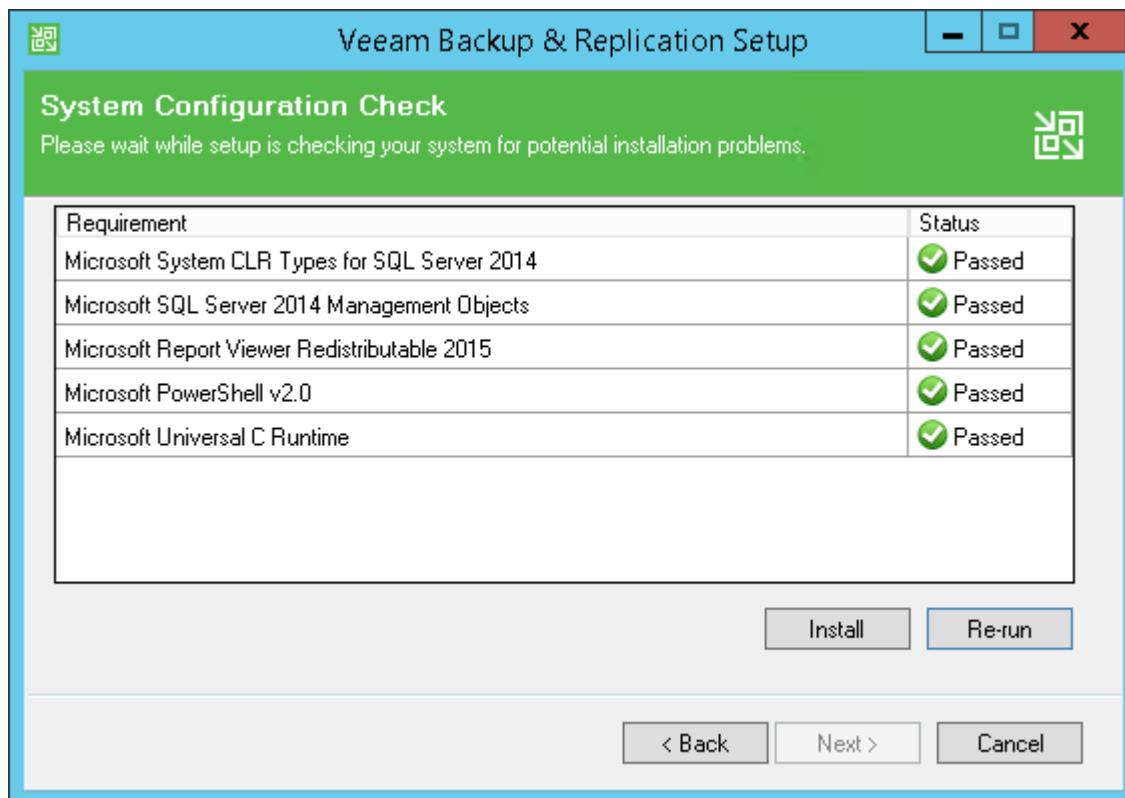 Veeam Backup & Replication Setup
System Configuration Check
Please wait while setup is checking your system for potential installation problems.
Requirement Status
Microsoft System CLR Types for SQL Server 2014 Passed
Microsoft SQL Server 2014 Management Objects Passed
Microsoft Report Viewer Redistributable 2015 Passed
Microsoft PowerShell v2.0 Passed
Microsoft Universal C Runtime Passed
Install Re-run
< Back Next > Cancel